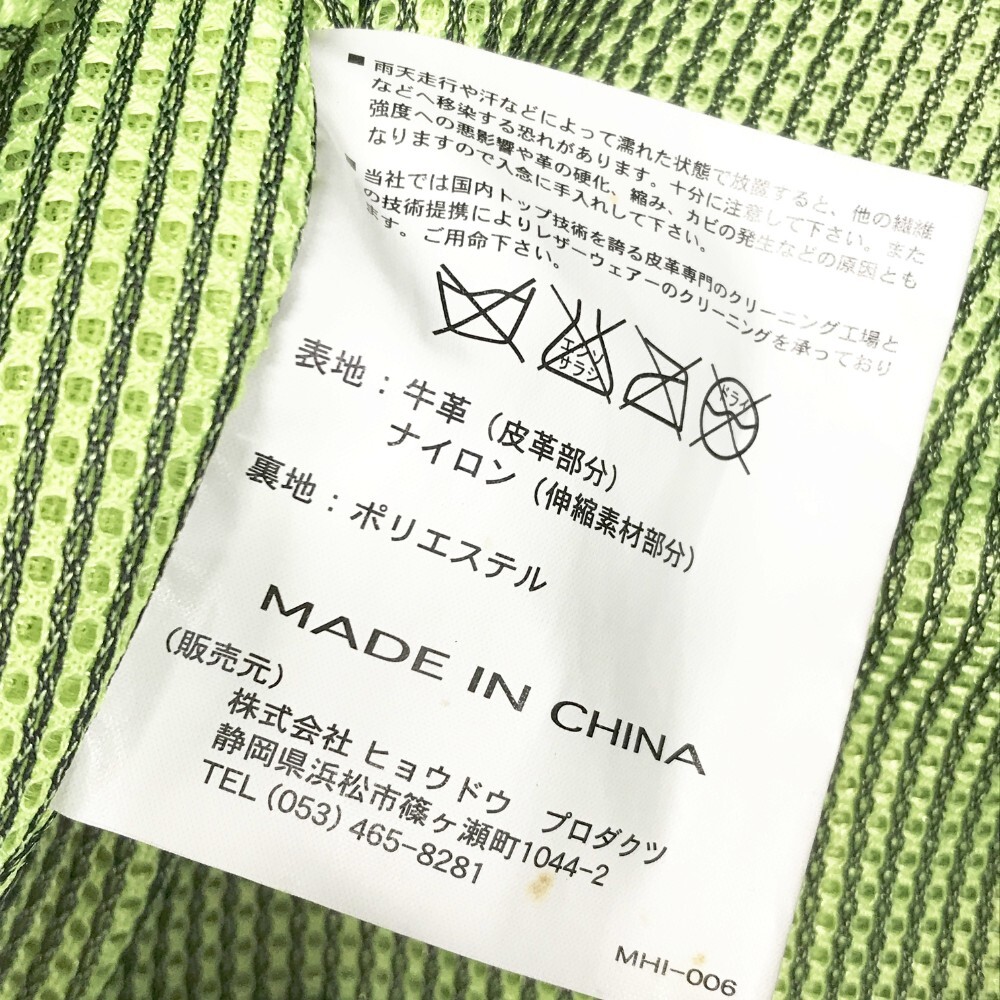 ■ 雨天走行や汗などによって濡れた状態で放置すると、他の繊維
などへ移染する恐れがあります。十分に注意して下さい。また
強度への悪影響や革の硬化、縮み、カビの発生などの原因とも
なりますので入念に手入れして下さい。
■ 当社では国内トップ技術を誇る皮革専門のクリーニング工場と
の技術提携によりレザーウェアーのクリーニングを承っており
ます。ご用命下さい。
エンソ
サラシ
ドライ
表地：牛革（皮革部分）
ナイロン（伸縮素材部分）
裏地：ポリエステル
MADE IN CHINA
（販売元）
株式会社 ヒョウドウ プロダクツ
静岡県浜松市篠ヶ瀬町1044-2
TEL (053) 465-8281
MHI-006